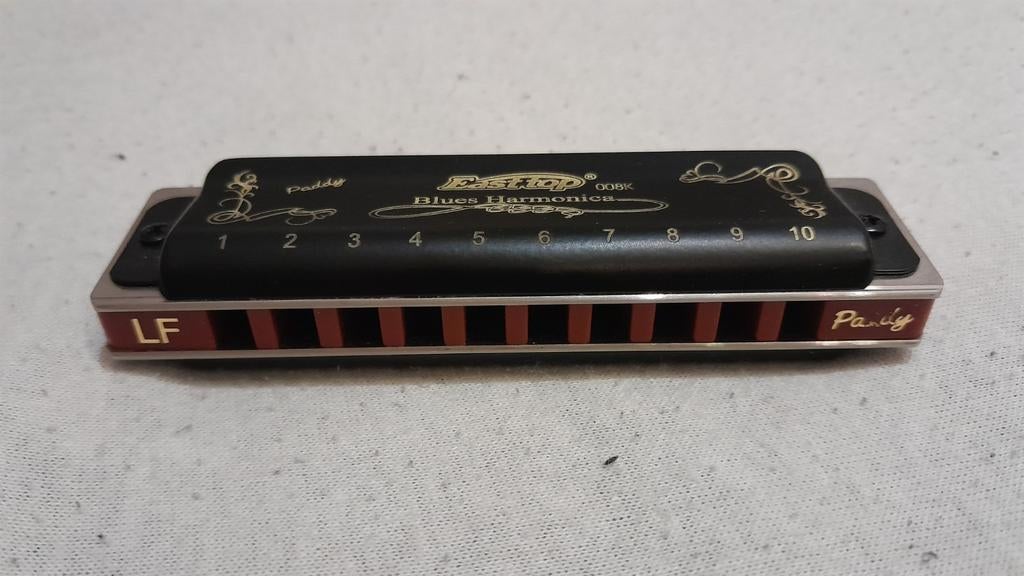 Paddy
Easttop® 008K
Blues Harmonica
1 2 3 4 5 6 7 8 9 10
LF Paddy